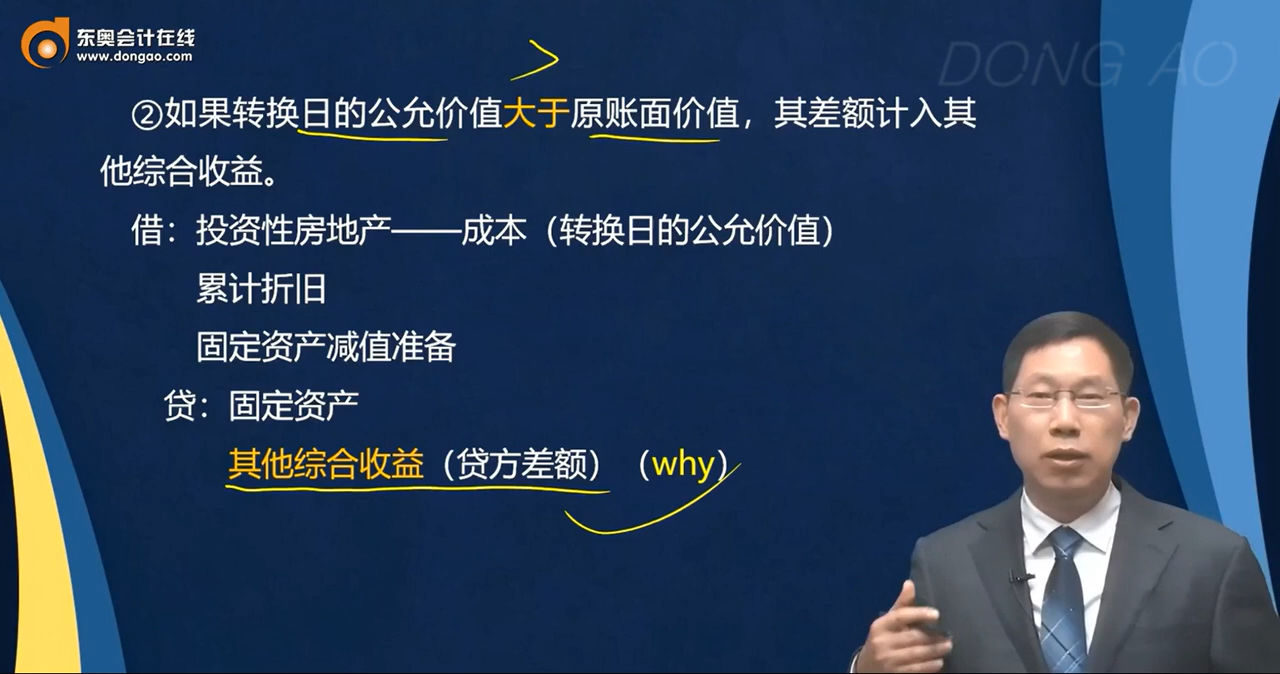 东奥会计在线
www.dongao.com
DONG AO
>
②如果转换日的公允价值大于原账面价值，其差额计入其
他综合收益。
借：投资性房地产——成本（转换日的公允价值）
累计折旧
固定资产减值准备
贷：固定资产
其他综合收益（贷方差额）（why）